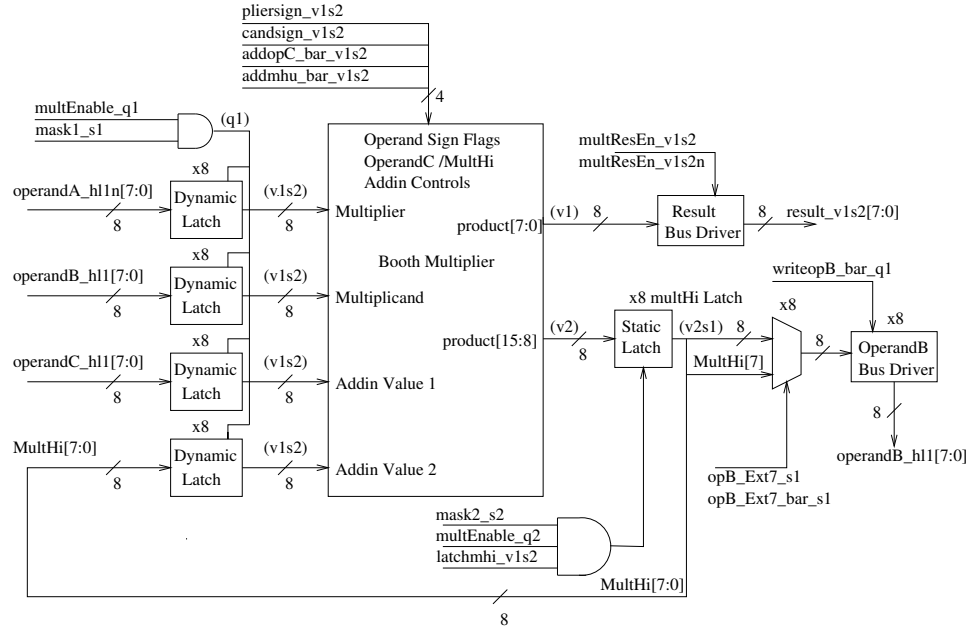 pliersign_v1s2
candsign_v1s2
addopC_bar_v1s2
addmhu_bar_v1s2
4
multEnable_q1
mask1_s1
(q1)
Operand Sign Flags
OperandC /MultHi
Addin Controls
multResEn_v1s2
multResEn_v1s2n
x8
operandA_hl1n[7:0]
8
Dynamic
Latch
(v.1s2)
8
Multiplier
product[7:0]
(v1)
8
Result
Bus Driver
8
result_v1s2[7:0]
x8
operandB_hl1[7:0]
8
Dynamic
Latch
(v1s2)
8
Booth Multiplier
Multiplicand
writeopB_bar_q1
product[15:8]
(v2)
8
x8 multHi Latch
Static
Latch
(v2s1)
8
MultHi[7]
x8
8
x8
OperandB
Bus Driver
8
operandB_hl1[7:0]
x8
operandC_hl1[7:0]
8
Dynamic
Latch
(v1s2)
8
Addin Value 1
x8
MultHi[7:0]
8
Dynamic
Latch
(v1s2)
8
Addin Value 2
opB_Ext7_s1
opB_Ext7_bar_s1
mask2_s2
multEnable_q2
latchmhi_v1s2
MultHi[7:0]
8